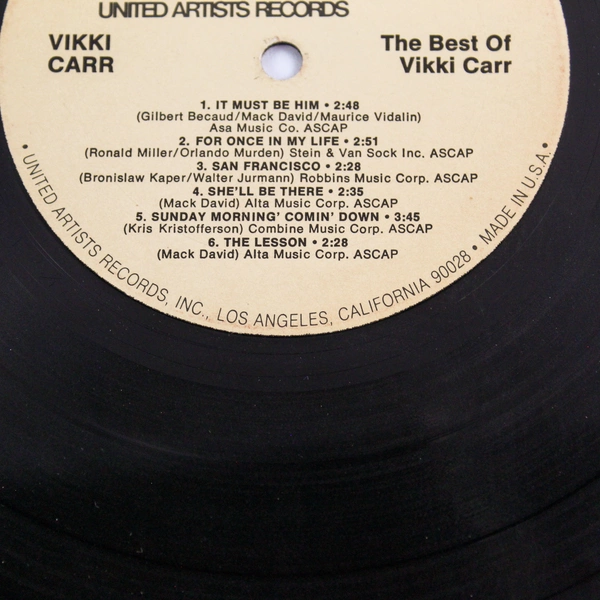 UNITED ARTISTS RECORDS
VIKKI
CARR
The Best Of
Vikki Carr
1. IT MUST BE HIM • 2:48
(Gilbert Becaud/Mack David/Maurice Vidalin)
Asa Music Co. ASCAP
2. FOR ONCE IN MY LIFE • 2:51
(Ronald Miller/Orlando Murden) Stein & Van Sock Inc. ASCAP
3. SAN FRANCISCO • 2:28
(Bronislaw Kaper/Walter Jurmann) Robbins Music Corp. ASCAP
4. SHE'LL BE THERE • 2:35
(Mack David) Alta Music Corp. ASCAP
5. SUNDAY MORNING' COMIN' DOWN • 3:45
(Kris Kristofferson) Combine Music Corp. ASCAP
6. THE LESSON • 2:28
(Mack David) Alta Music Corp. ASCAP
• UNITED ARTISTS RECORDS, INC., LOS ANGELES, CALIFORNIA 90028 • MADE IN U.S.A. •